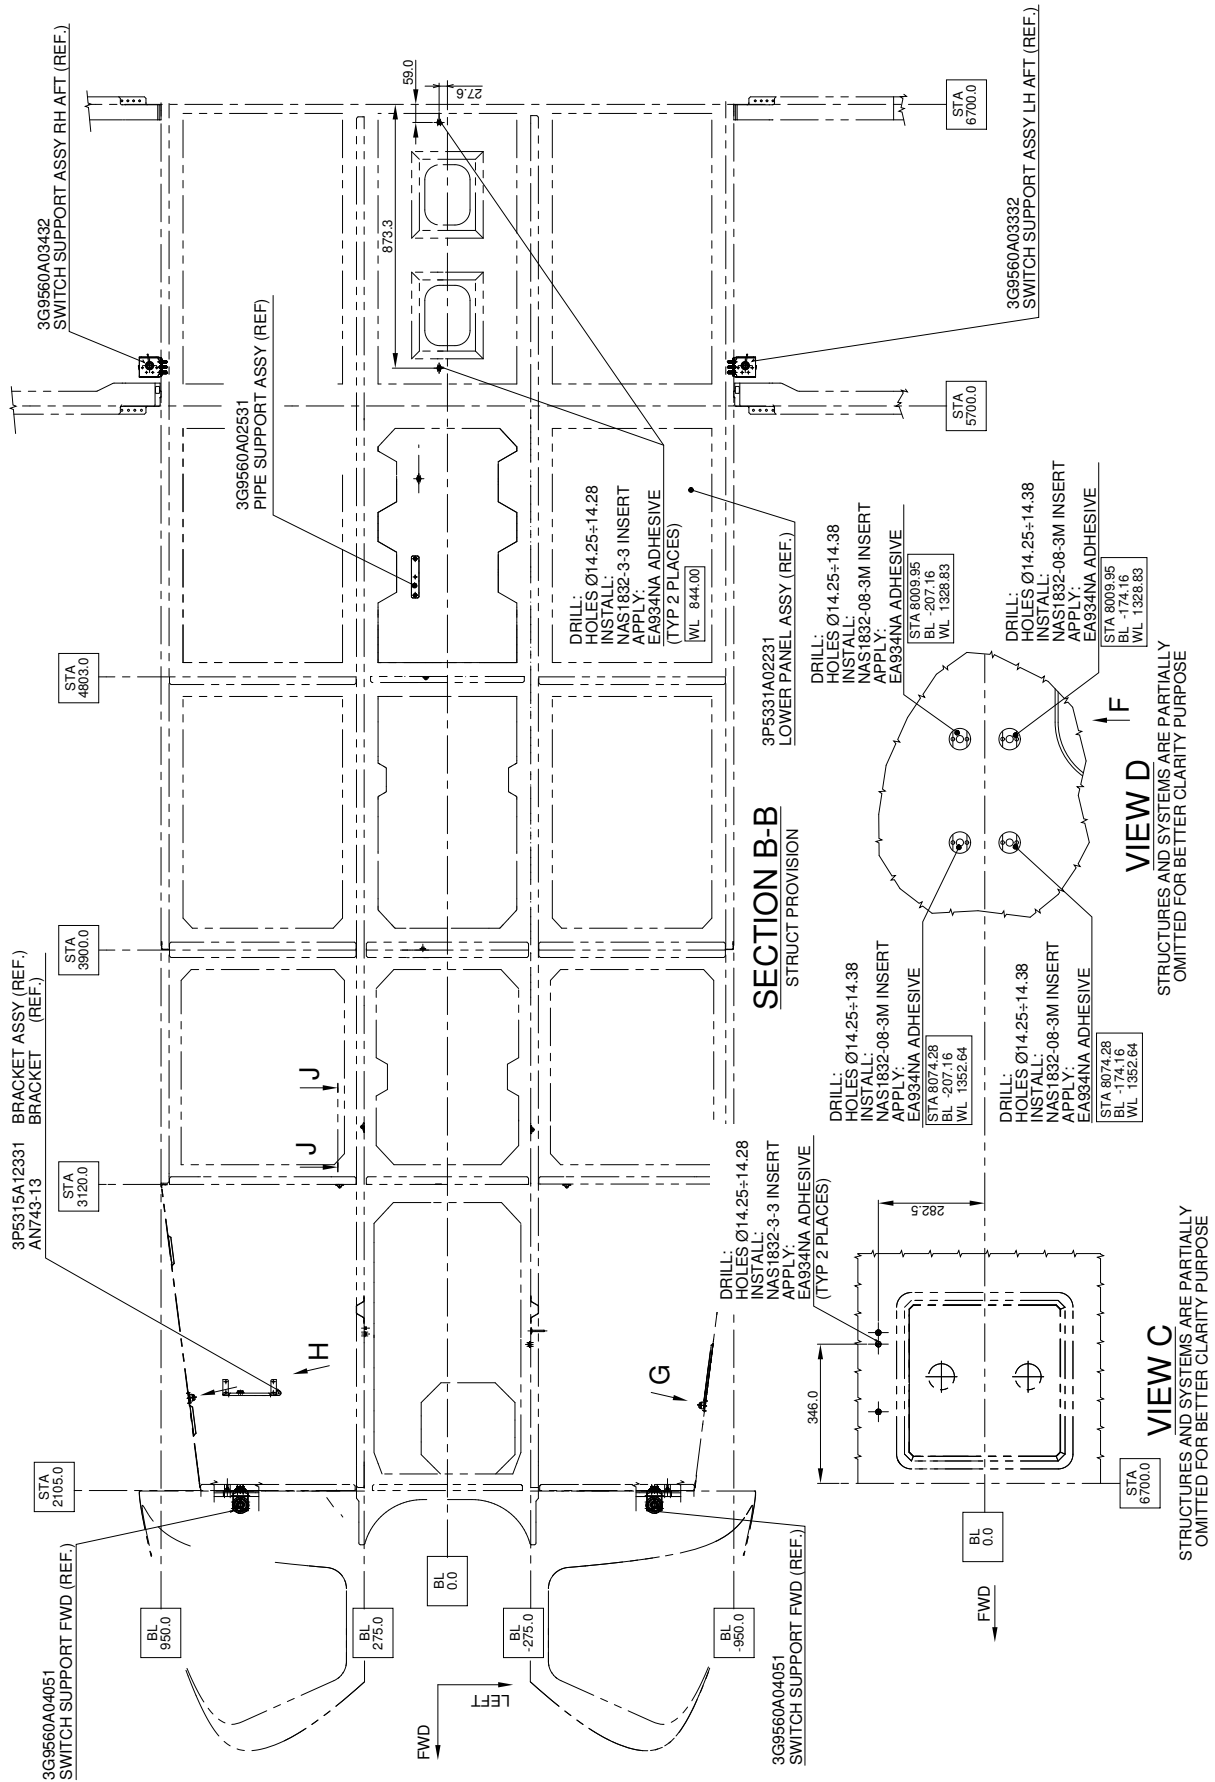 3G9560A04051
SWITCH SUPPORT FWD (REF.)
STA
2105.0
3P5315A12331 BRACKET ASSY (REF.)
AN743-13 BRACKET (REF.)
STA
3120.0
STA
3900.0
STA
4803.0
3G9560A02531
PIPE SUPPORT ASSY (REF)
3G9560A03432
SWITCH SUPPORT ASSY RH AFT (REF.)
BL
950.0
BL
275.0
BL
0.0
BL
-275.0
BL
-950.0
FWD
LEFT
H
G
J
J
873.3
59.0
27.6
DRILL:
HOLES Ø14.25÷14.28
INSTALL:
NAS1832-3-3 INSERT
APPLY:
EA934NA ADHESIVE
(TYP 2 PLACES)
WL 844.00
3P5331A02231
LOWER PANEL ASSY (REF.)
STA
5700.0
STA
6700.0
3G9560A03332
SWITCH SUPPORT ASSY LH AFT (REF.)
3G9560A04051
SWITCH SUPPORT FWD (REF.)
SECTION B-B
STRUCT PROVISION
DRILL:
HOLES Ø14.25÷14.28
INSTALL:
NAS1832-3-3 INSERT
APPLY:
EA934NA ADHESIVE
(TYP 2 PLACES)
346.0
282.5
BL
0.0
FWD
STA
6700.0
VIEW C
STRUCTURES AND SYSTEMS ARE PARTIALLY
OMITTED FOR BETTER CLARITY PURPOSE
DRILL:
HOLES Ø14.25÷14.38
INSTALL:
NAS1832-08-3M INSERT
APPLY:
EA934NA ADHESIVE
STA 8074.28
BL -207.16
WL 1352.64
DRILL:
HOLES Ø14.25÷14.38
INSTALL:
NAS1832-08-3M INSERT
APPLY:
EA934NA ADHESIVE
STA 8074.28
BL -174.16
WL 1352.64
DRILL:
HOLES Ø14.25÷14.38
INSTALL:
NAS1832-08-3M INSERT
APPLY:
EA934NA ADHESIVE
STA 8009.95
BL -207.16
WL 1328.83
DRILL:
HOLES Ø14.25÷14.38
INSTALL:
NAS1832-08-3M INSERT
APPLY:
EA934NA ADHESIVE
STA 8009.95
BL -174.16
WL 1328.83
F
VIEW D
STRUCTURES AND SYSTEMS ARE PARTIALLY
OMITTED FOR BETTER CLARITY PURPOSE